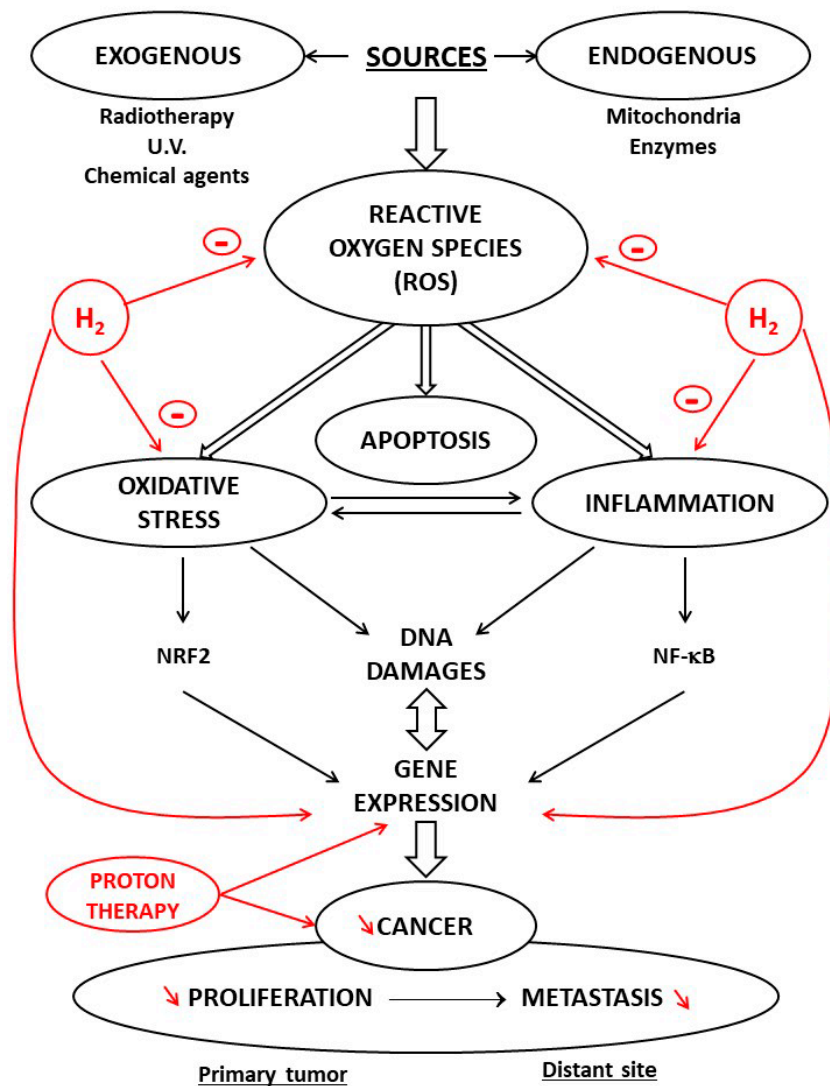 EXOGENOUS
SOURCES
ENDOGENOUS
Radiotherapy
U.V.
Chemical agents
Mitochondria
Enzymes
REACTIVE
OXYGEN SPECIES
(ROS)
-
-
H2
H2
-
-
APOPTOSIS
OXIDATIVE
STRESS
INFLAMMATION
NRF2
DNA
DAMAGES
NF-κB
GENE
EXPRESSION
PROTON
THERAPY
CANCER
PROLIFERATION
METASTASIS
Primary tumor
Distant site